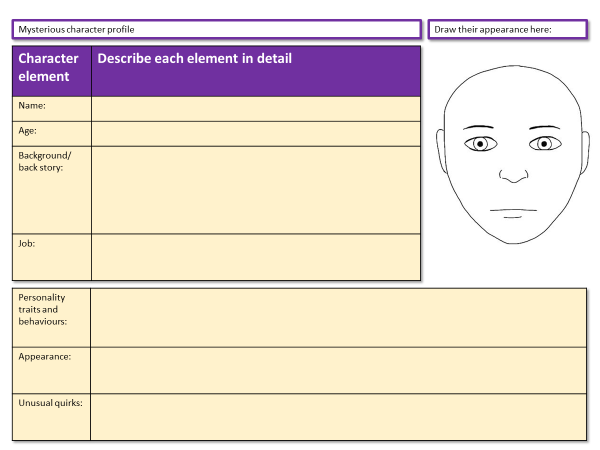 Mysterious character profile
Draw their appearance here:
Character
element
Describe each element in detail
Name:
Age:
Background/
back story:
Job:
Personality
traits and
behaviours:
Appearance:
Unusual quirks: